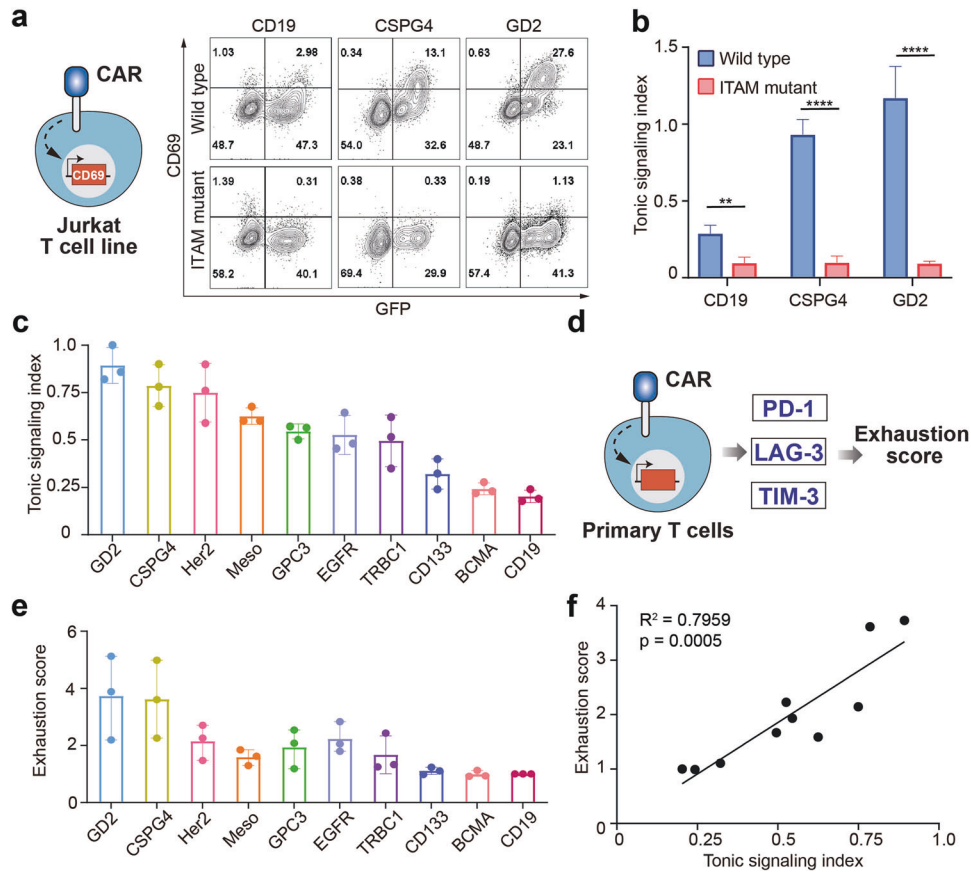 a
CAR
CD69
Jurkat
T cell line
CD19 CSPG4 GD2
CD69
Wild type
1.03 2.98 0.34 13.1 0.63 27.6
48.7 47.3 54.0 32.6 48.7 23.1
ITAM mutant
1.39 0.31 0.38 0.33 0.19 1.13
58.2 40.1 69.4 29.9 57.4 41.3
GFP
b
Tonic signaling index
1.5
1.0
0.5
0
Wild type
ITAM mutant
** **** ****
CD19 CSPG4 GD2
c
Tonic signaling index
1.0
0.75
0.5
0.25
0
GD2 CSPG4 Her2 Meso GPC3 EGFR TRBC1 CD133 BCMA CD19
d
CAR
Primary T cells
PD-1
LAG-3
TIM-3
Exhaustion
score
e
Exhaustion score
6
4
2
0
GD2 CSPG4 Her2 Meso GPC3 EGFR TRBC1 CD133 BCMA CD19
f
Exhaustion score
4
3
2
1
0
R² = 0.7959
p = 0.0005
0 0.25 0.5 0.75 1.0
Tonic signaling index